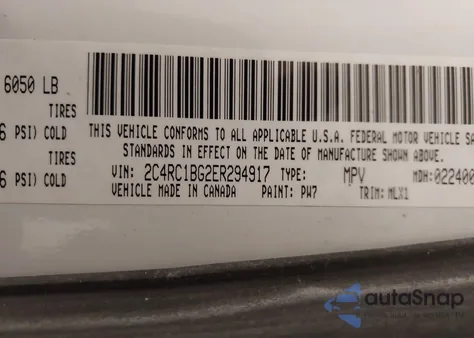 6050 LB
TIRES
6 PSI) COLD
THIS VEHICLE CONFORMS TO ALL APPLICABLE U.S.A. FEDERAL MOTOR VEHICLE SA
TIRES
STANDARDS IN EFFECT ON THE DATE OF MANUFACTURE SHOWN ABOVE.
6 PSI) COLD
VIN: 2C4RC1BG2ER294917 TYPE: MPV MDH:022400
VEHICLE MADE IN CANADA PAINT: PW7 TRIM: MLX1
autoSnap